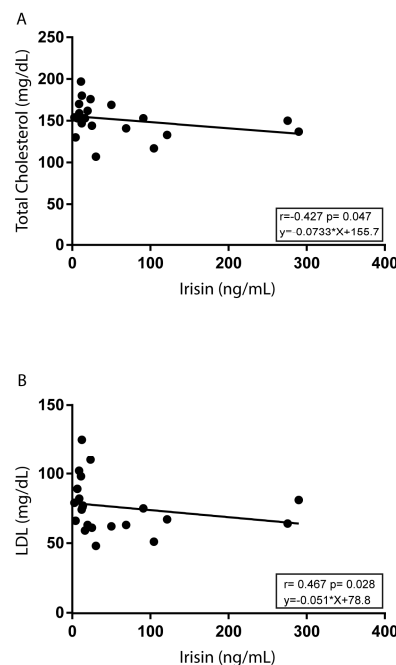 A
250
200
150
100
50
0
Total Cholesterol (mg/dL)
r=-0.427 p= 0.047
y=-0.0733*X+155.7
0 100 200 300 400
Irisin (ng/mL)
B
150
100
50
0
LDL (mg/dL)
r= 0.467 p= 0.028
y=-0.051*X+78.8
0 100 200 300 400
Irisin (ng/mL)